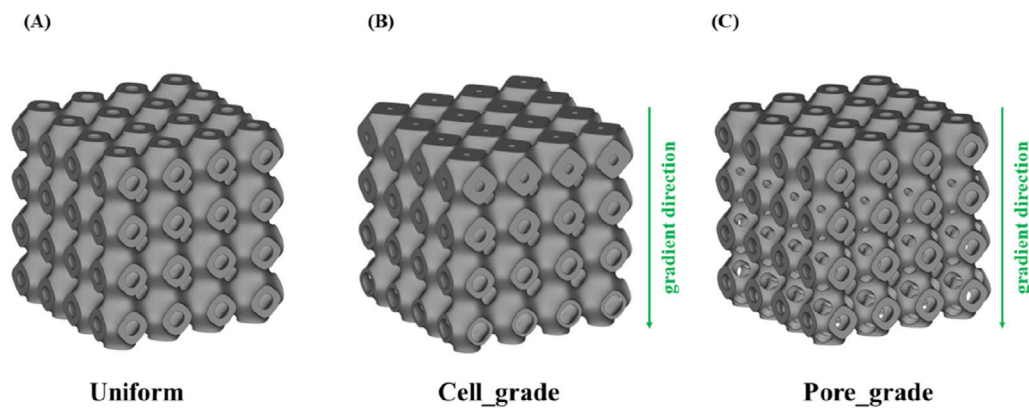 (A)
(B)
(C)
gradient direction
gradient direction
Uniform
Cell_grade
Pore_grade